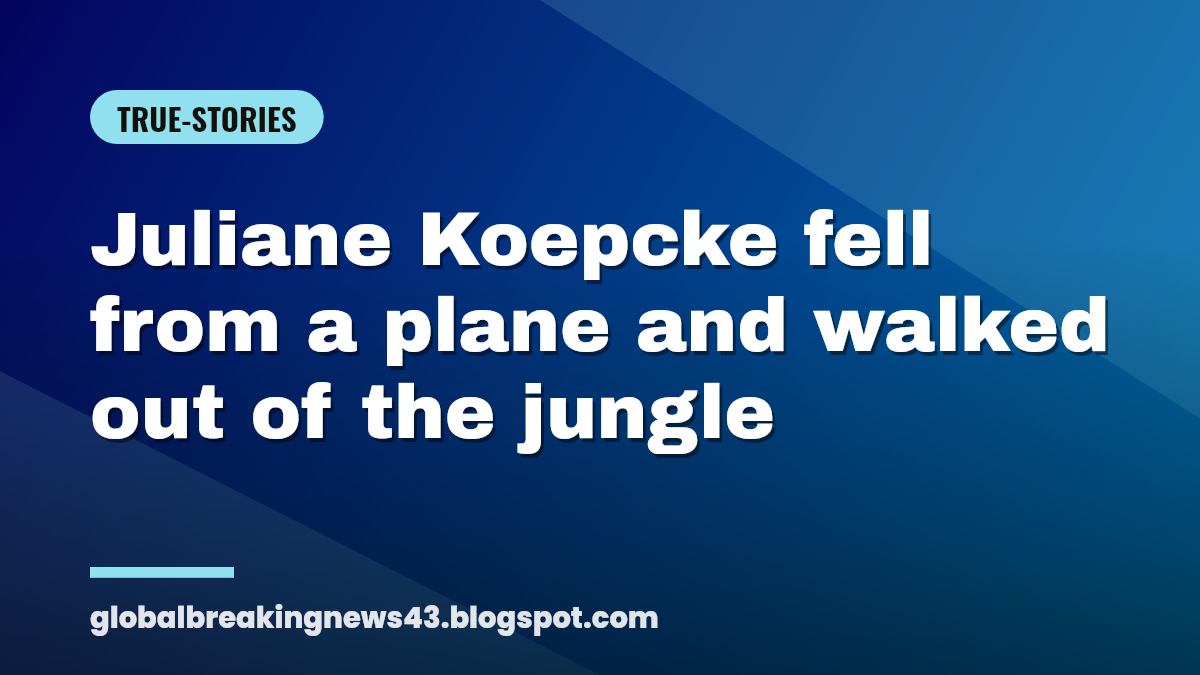 TRUE-STORIES
Juliane Koepcke fell
from a plane and walked
out of the jungle
globalbreakingnews43.blogspot.com